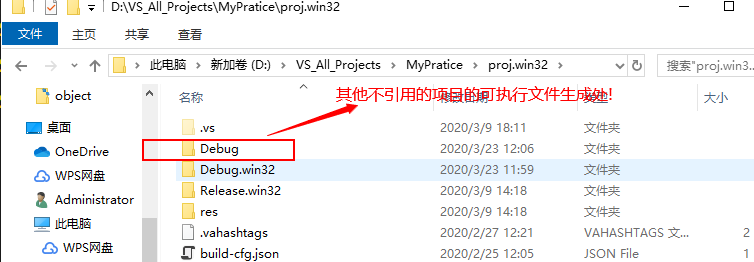 D:\VS_All_Projects\MyPratice\proj.win32
文件 主页 共享 查看
此电脑 > 新加卷 (D:) > VS_All_Projects > MyPratice > proj.win32 > 搜索"proj.win3...
object
桌面
OneDrive
WPS网盘
Administrator
此电脑
WPS网盘
名称 修改日期 类型 大小
其他不引用的项目的可执行文件生成处!
.vs 2020/3/9 18:11 文件夹
Debug 2020/3/23 12:06 文件夹
Debug.win32 2020/3/23 11:59 文件夹
Release.win32 2020/3/9 14:18 文件夹
res 2020/3/9 14:18 文件夹
.vahashtags 2020/2/27 12:21 VAHASHTAGS 文... 2
build-cfg.json 2020/2/25 12:05 JSON File 1